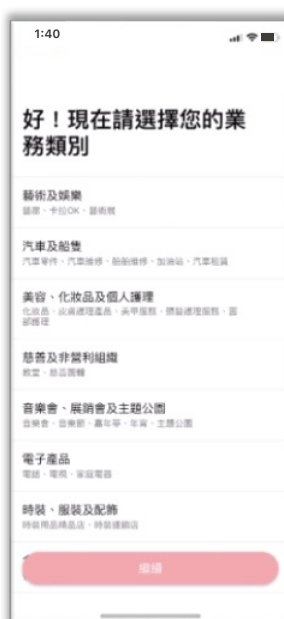 1:40
好！現在請選擇您的業
務類別
藝術及娛樂
畫廊、卡拉OK、藝術館
汽車及船隻
汽車零件、汽車維修、船舶維修、加油站、汽車租賃
美容、化妝品及個人護理
化妝品、皮膚處理產品、美甲服務、頭髮處理服務、面
部護理
慈善及非營利組織
教堂、慈善團體
音樂會、展銷會及主題公園
音樂會、音樂節、嘉年華、年宵、主題公園
電子產品
電話、電視、家庭電器
時裝、服裝及配飾
時裝用品精品店、時裝連鎖店
繼續